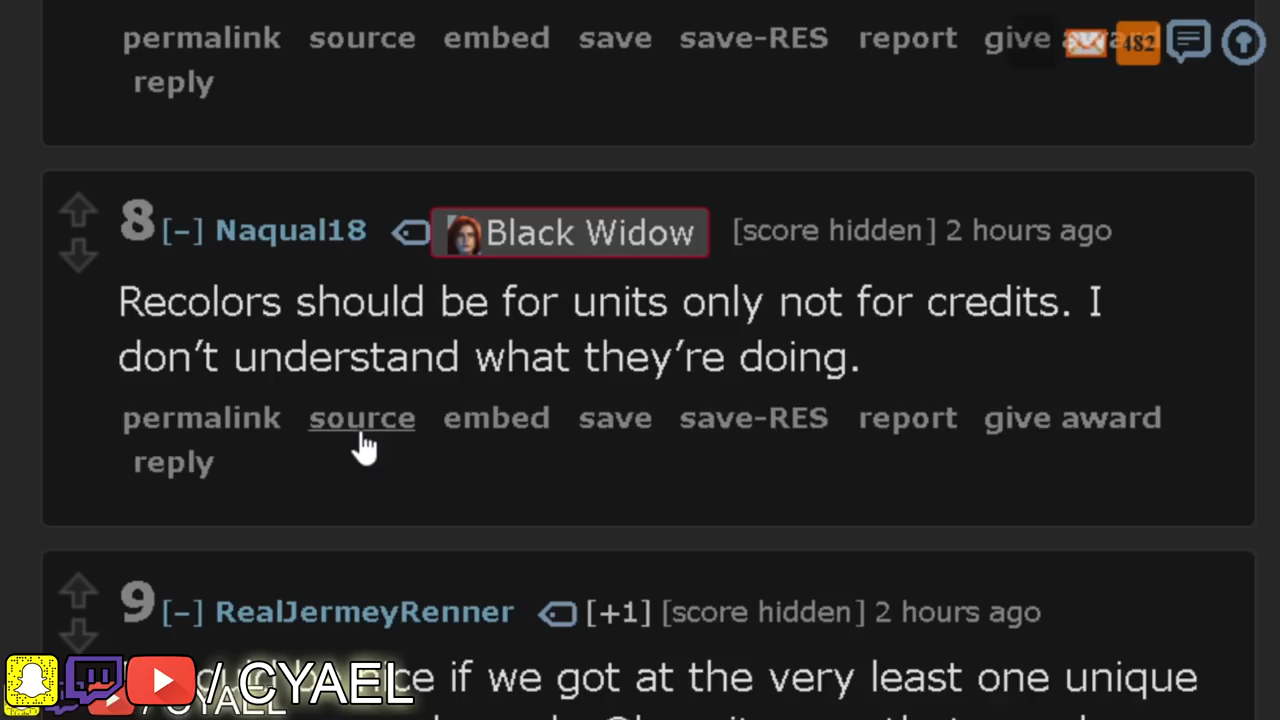 permalink source embed save save-RES report give award
482
reply
8 [–] Naqual18 Black Widow [score hidden] 2 hours ago
Recolors should be for units only not for credits. I
don't understand what they're doing.
permalink source embed save save-RES report give award
reply
9 [–] RealJermeyRenner [+1] [score hidden] 2 hours ago
if we got at the very least one unique
/ CYAEL
/ CYAEL